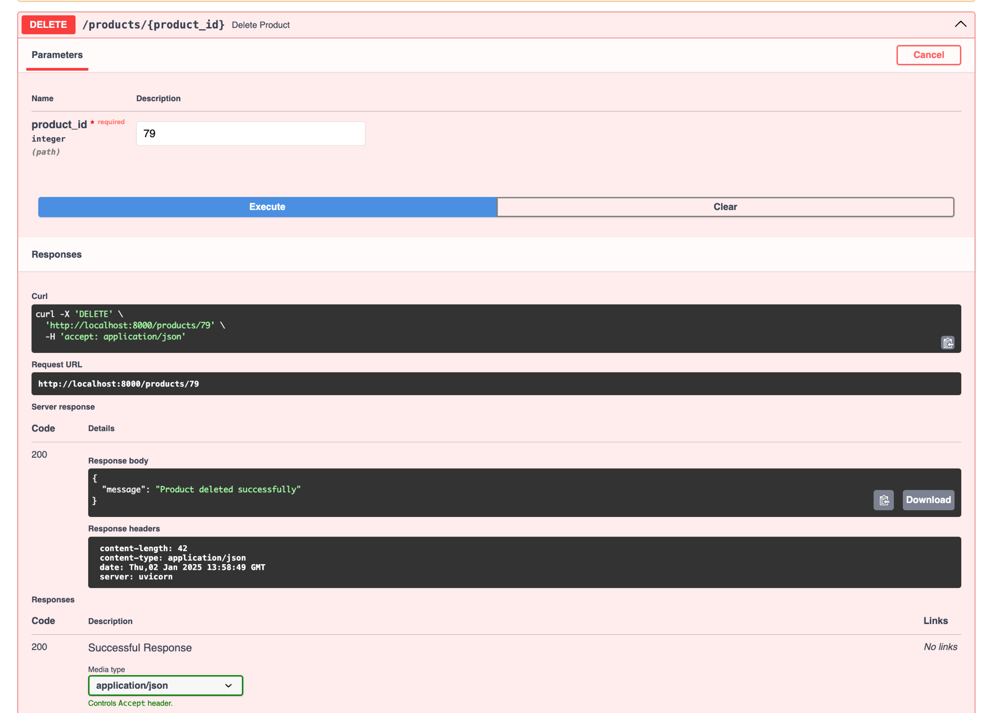 DELETE /products/{product_id} Delete Product
Parameters
Cancel
Name Description
product_id * required
integer
(path)
79
Execute
Clear
Responses
Curl
curl -X 'DELETE' \
  'http://localhost:8000/products/79' \
  -H 'accept: application/json'
Request URL
http://localhost:8000/products/79
Server response
Code Details
200
Response body
{
  "message": "Product deleted successfully"
}
Download
Response headers
content-length: 42
content-type: application/json
date: Thu,02 Jan 2025 13:58:49 GMT
server: uvicorn
Responses
Code Description Links
200 Successful Response No links
Media type
application/json
Controls Accept header.